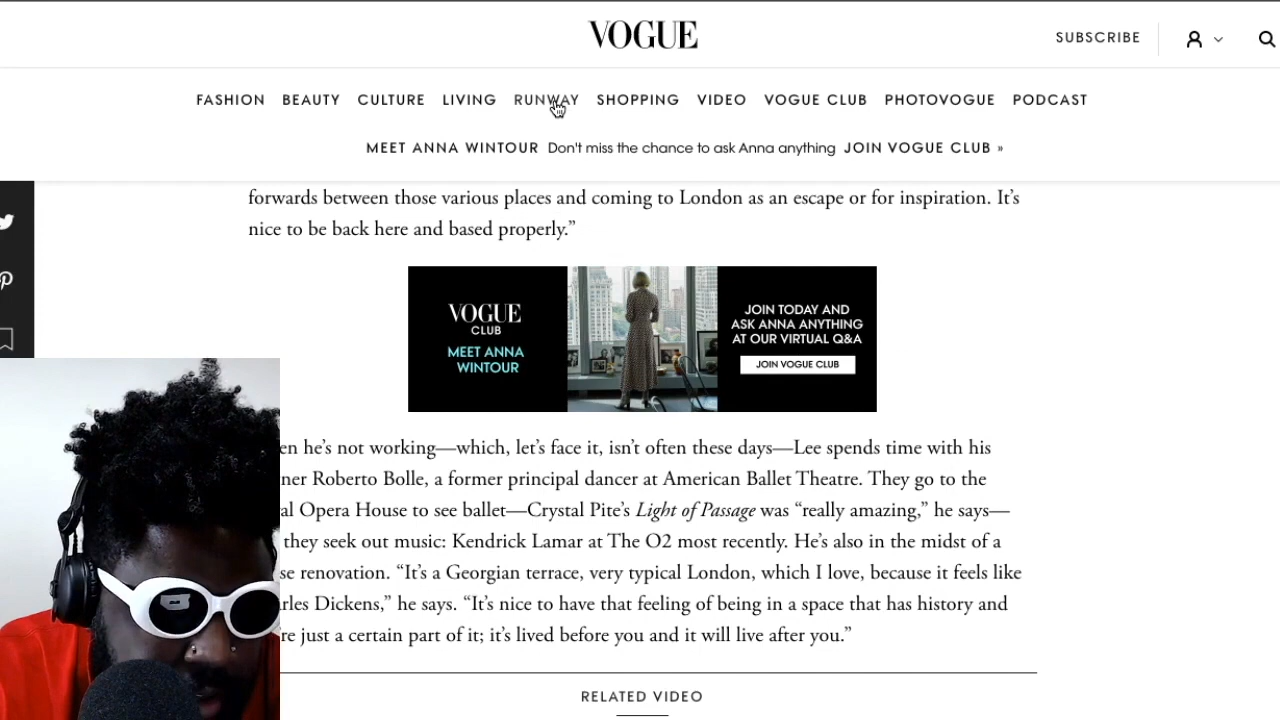 VOGUE
SUBSCRIBE
FASHION BEAUTY CULTURE LIVING RUNWAY SHOPPING VIDEO VOGUE CLUB PHOTOVOGUE PODCAST
MEET ANNA WINTOUR Don't miss the chance to ask Anna anything JOIN VOGUE CLUB »
forwards between those various places and coming to London as an escape or for inspiration. It’s
nice to be back here and based properly.”
VOGUE
CLUB
MEET ANNA
WINTOUR
JOIN TODAY AND
ASK ANNA ANYTHING
AT OUR VIRTUAL Q&A
JOIN VOGUE CLUB
en he’s not working—which, let’s face it, isn’t often these days—Lee spends time with his
ner Roberto Bolle, a former principal dancer at American Ballet Theatre. They go to the
al Opera House to see ballet—Crystal Pite’s Light of Passage was “really amazing,” he says—
they seek out music: Kendrick Lamar at The O2 most recently. He’s also in the midst of a
se renovation. “It’s a Georgian terrace, very typical London, which I love, because it feels like
rles Dickens,” he says. “It’s nice to have that feeling of being in a space that has history and
’re just a certain part of it; it’s lived before you and it will live after you.”
RELATED VIDEO